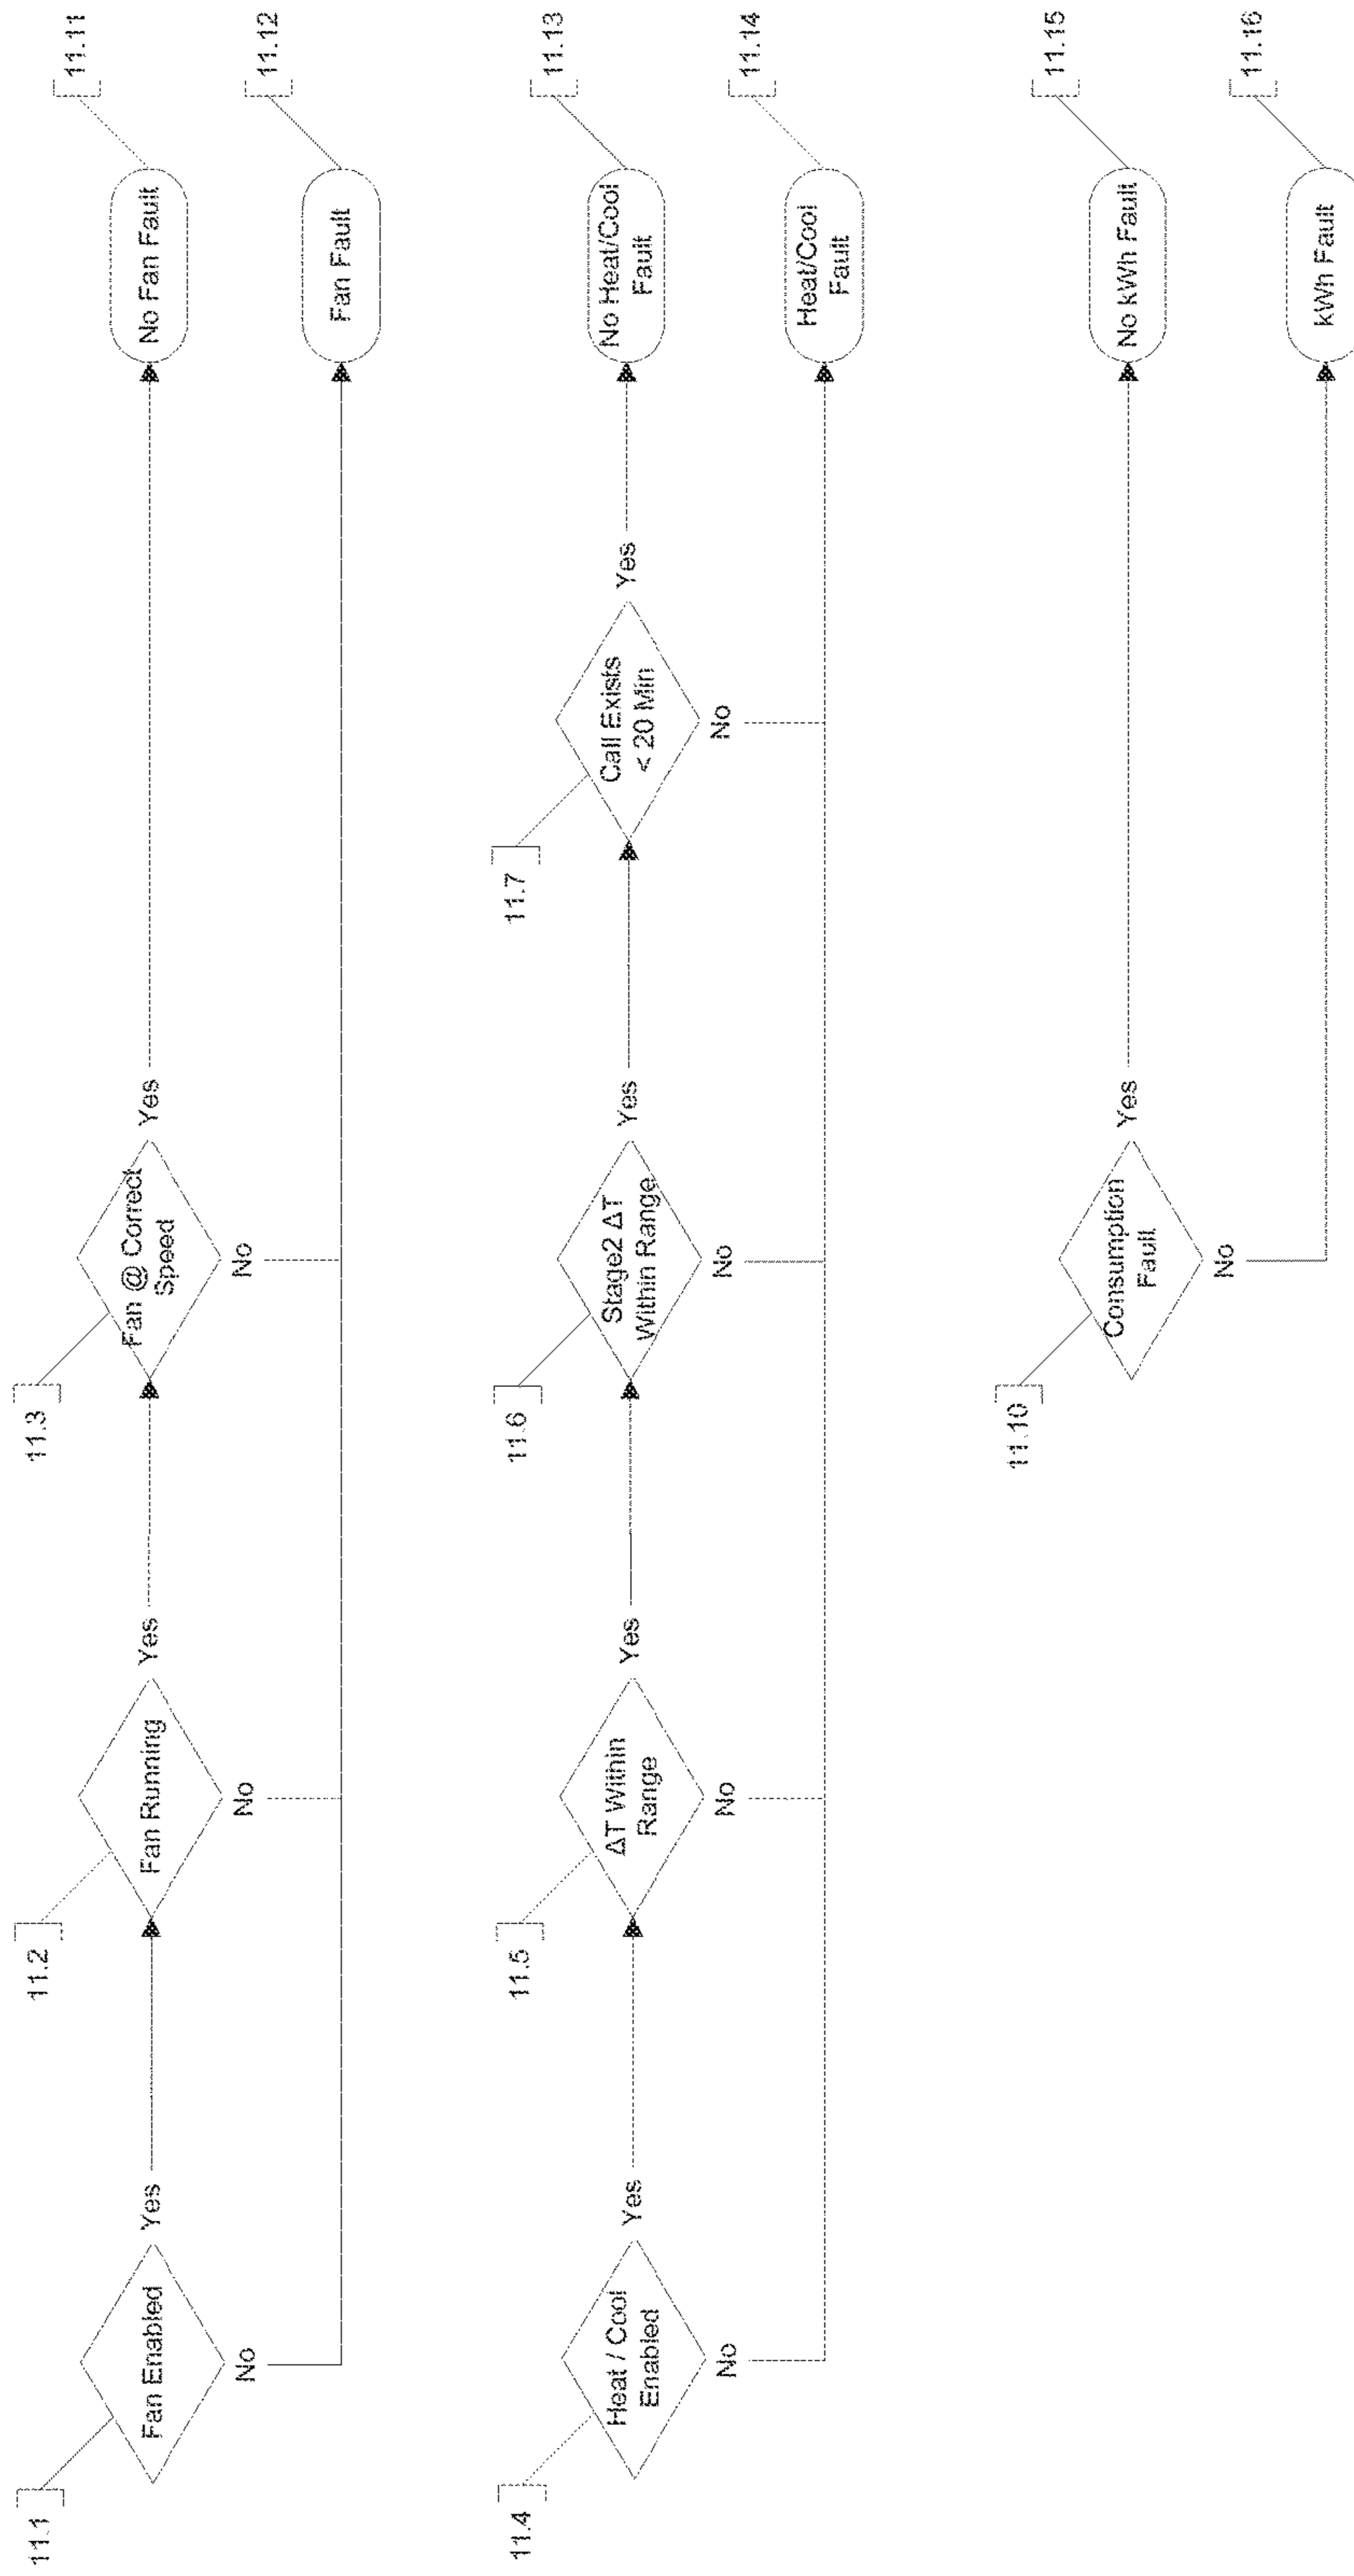 11.1
Fan Enabled
Yes
No
11.2
Fan Running
Yes
No
11.3
Fan @ Correct
Speed
Yes
No
No Fan Fault
11.11
Fan Fault
11.12
11.4
Heat / Cool
Enabled
Yes
No
11.5
ΔT Within
Range
Yes
No
11.6
Stage2 ΔT
Within Range
Yes
No
11.7
Call Exists
< 20 Min
Yes
No
No Heat/Cool
Fault
11.13
Heat/Cool
Fault
11.14
11.10
Consumption
Fault
Yes
No
No kWh Fault
11.15
kWh Fault
11.16